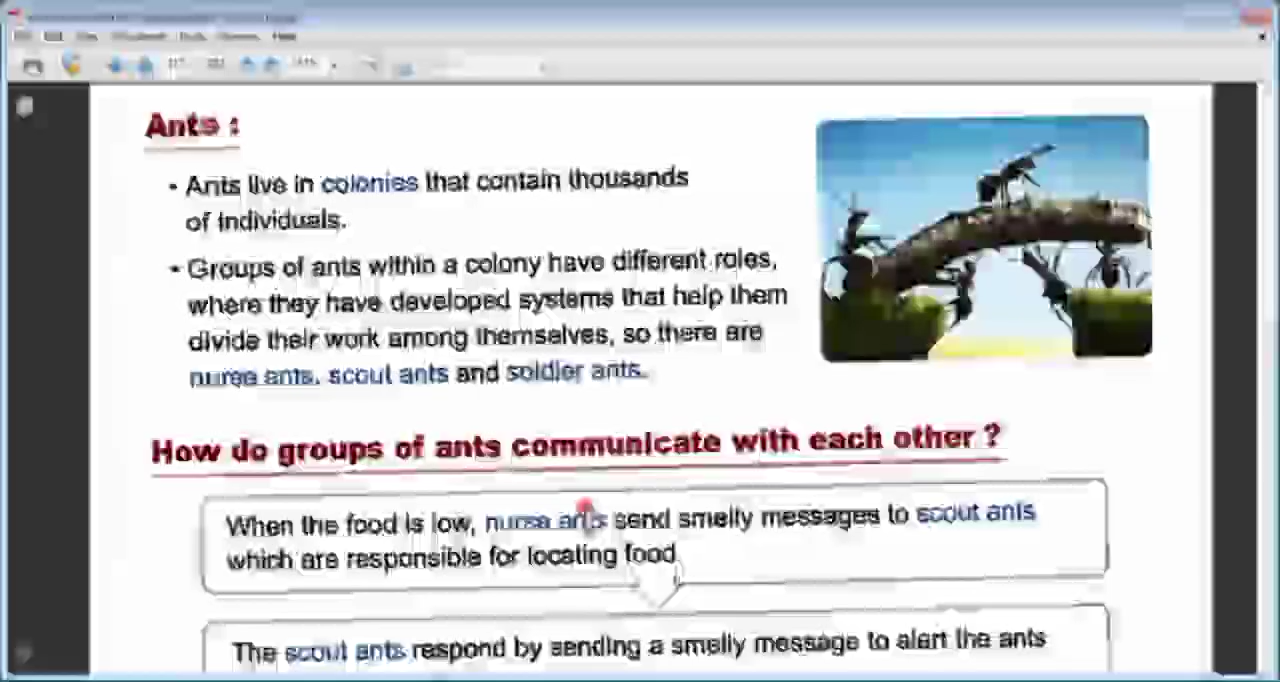 Ants :
• Ants live in colonies that contain thousands
of individuals.
• Groups of ants within a colony have different roles,
where they have developed systems that help them
divide their work among themselves, so there are
nurse ants, scout ants and soldier ants.
How do groups of ants communicate with each other ?
When the food is low, nurse ants send smelly messages to scout ants
which are responsible for locating food
The scout ants respond by sending a smelly message to alert the ants